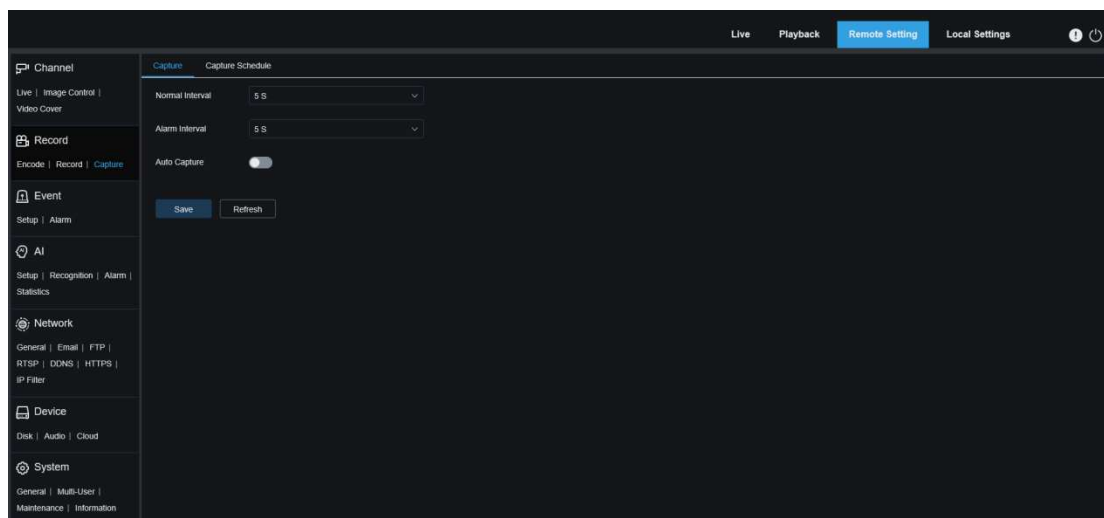 Live Playback Remote Setting Local Settings
Channel
Live | Image Control |
Video Cover
Record
Encode | Record | Capture
Event
Setup | Alarm
AI
Setup | Recognition | Alarm |
Statistics
Network
General | Email | FTP |
RTSP | DDNS | HTTPS |
IP Filter
Device
Disk | Audio | Cloud
System
General | Multi-User |
Maintenance | Information
Capture Capture Schedule
Normal Interval 5 S
Alarm Interval 5 S
Auto Capture
Save Refresh